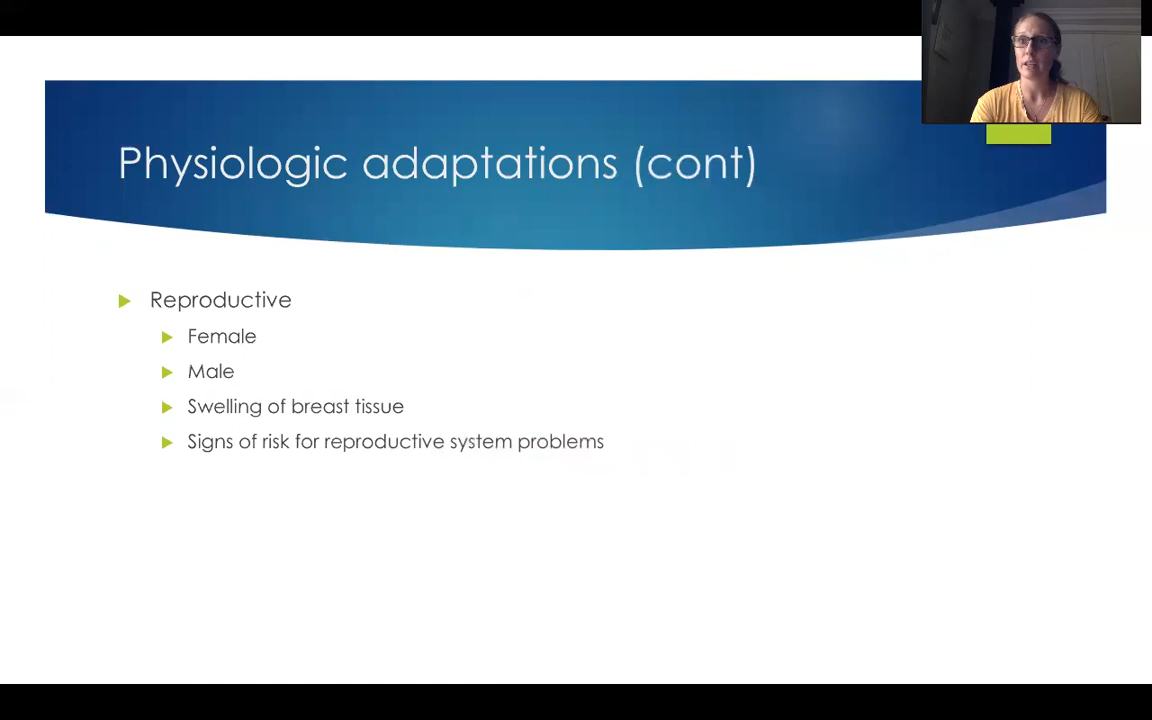 Physiologic adaptations (cont)
Reproductive
Female
Male
Swelling of breast tissue
Signs of risk for reproductive system problems